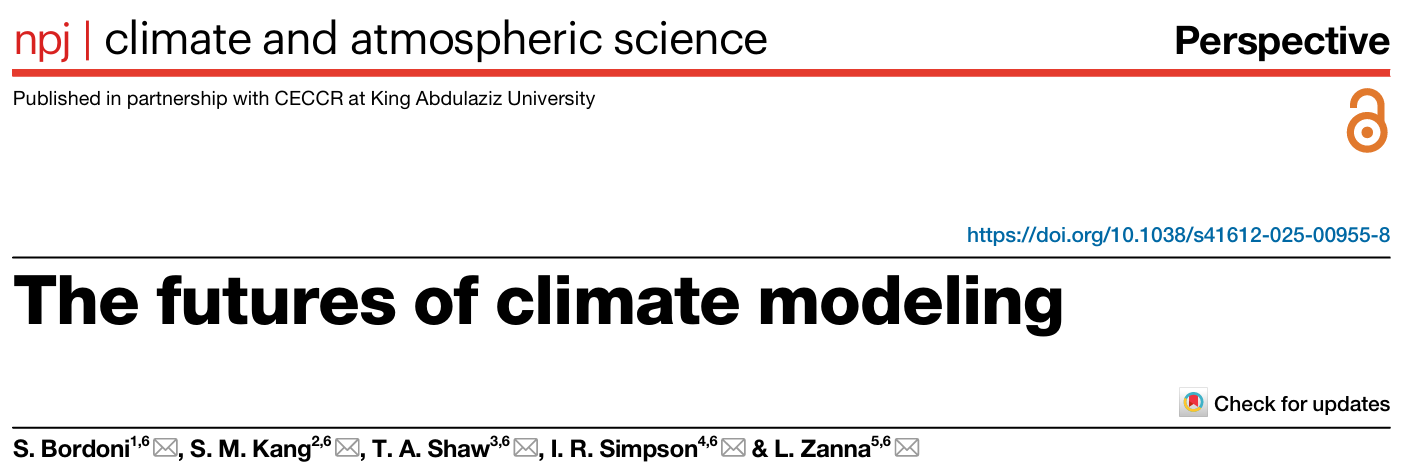 npj | climate and atmospheric science Perspective
Published in partnership with CECCR at King Abdulaziz University
https://doi.org/10.1038/s41612-025-00955-8
The futures of climate modeling
Check for updates
S. Bordoni1,6, S. M. Kang2,6, T. A. Shaw3,6, I. R. Simpson4,6 & L. Zanna5,6